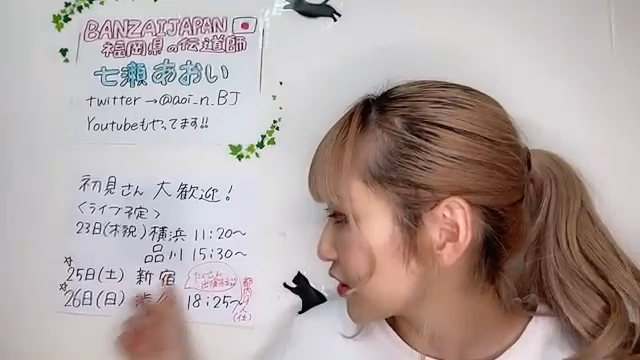 BANZAI JAPAN
福岡県の伝道師
七瀬あおい
twitter →@aoi_n_BJ
Youtubeもやってます!!
初見さん 大歓迎!
〈ライブ予定〉
23日(木祝) 横浜 11:20〜
品川 15:30〜
☆25日(土) 新宿
☆26日(日) 渋 18:25〜